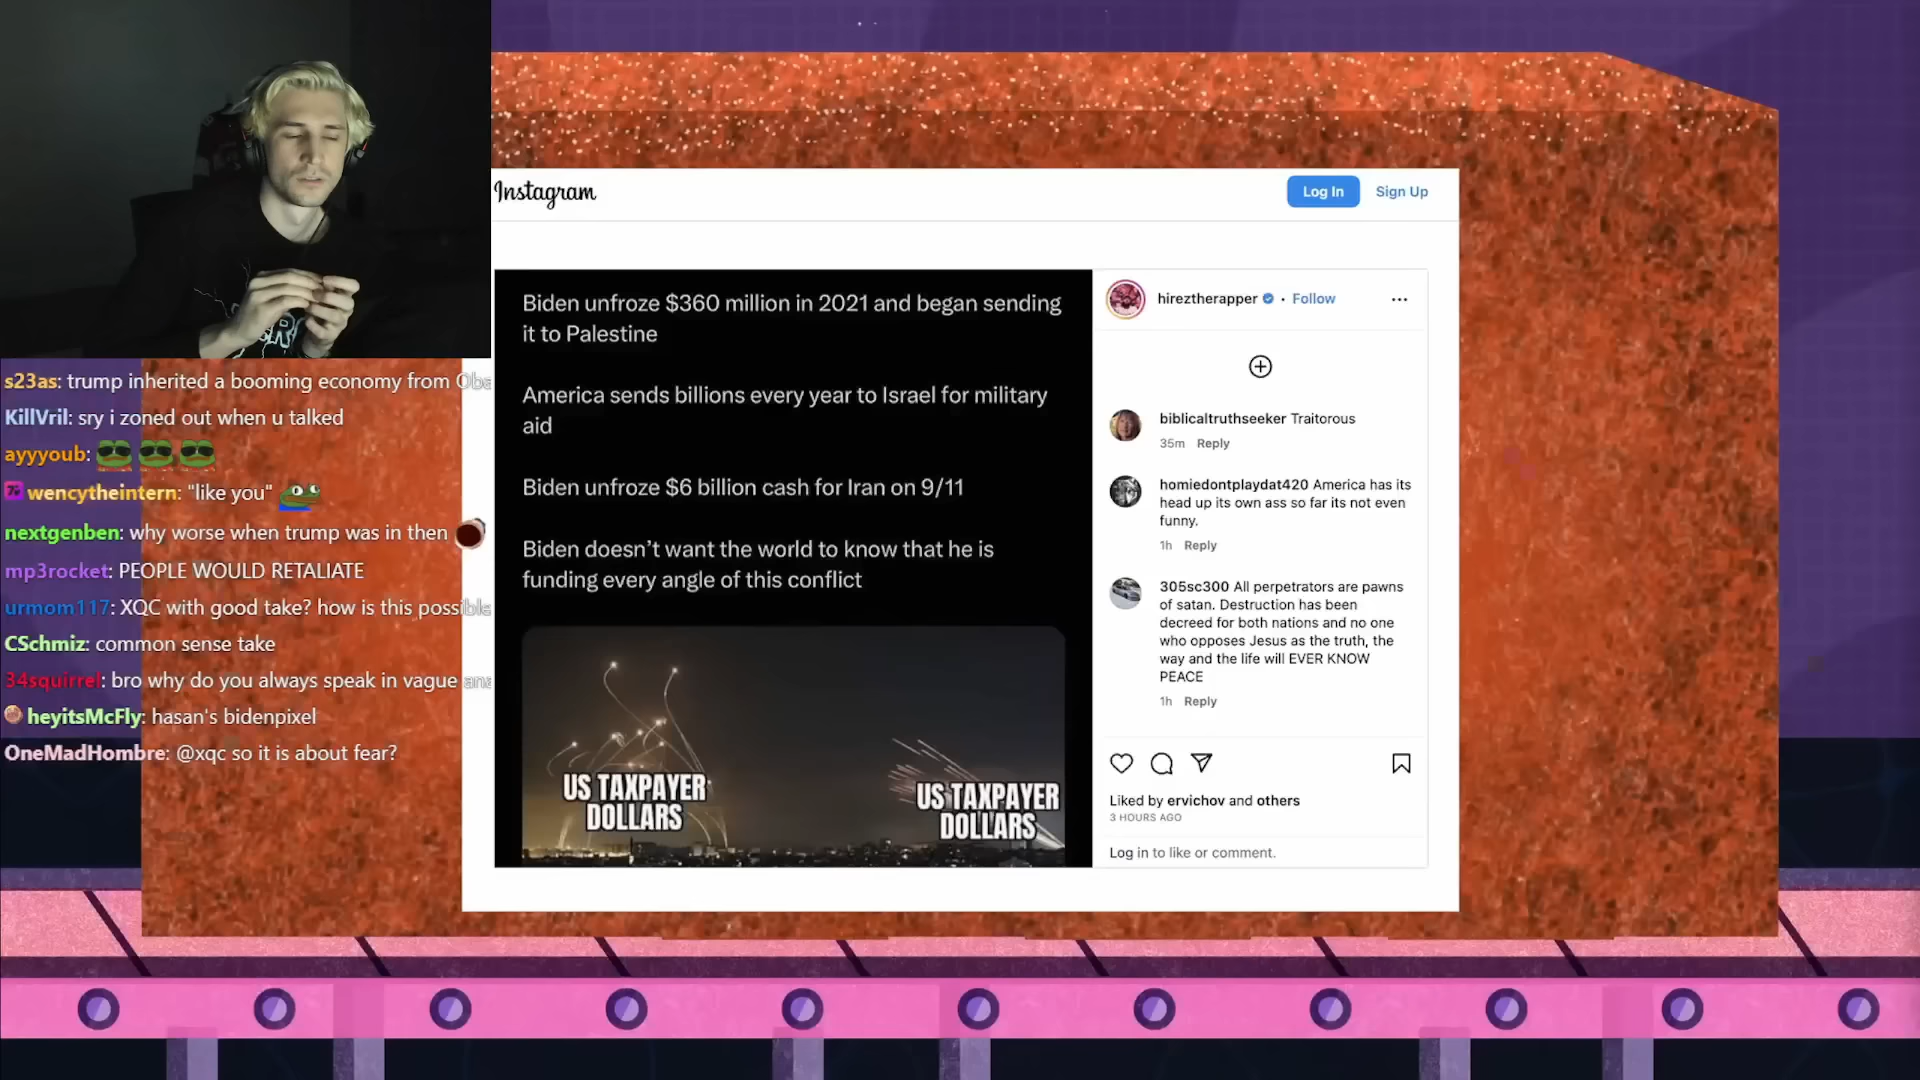 s23as: trump inherited a booming economy from Oba
KillVril: sry i zoned out when u talked
ayyyoub:
wencytheintern: "like you"
nextgenben: why worse when trump was in then
mp3rocket: PEOPLE WOULD RETALIATE
urmom117: XQC with good take? how is this possible
CSchmiz: common sense take
34squirrel: bro why do you always speak in vague ana
heyitsMcFly: hasan's bidenpixel
OneMadHombre: @xqc so it is about fear?
Instagram
Log In
Sign Up
Biden unfroze $360 million in 2021 and began sending
it to Palestine
America sends billions every year to Israel for military
aid
Biden unfroze $6 billion cash for Iran on 9/11
Biden doesn't want the world to know that he is
funding every angle of this conflict
US TAXPAYER
DOLLARS
US TAXPAYER
DOLLARS
hireztherapper • Follow
biblicaltruthseeker Traitorous
35m Reply
homiedontplaydat420 America has its
head up its own ass so far its not even
funny.
1h Reply
305sc300 All perpetrators are pawns
of satan. Destruction has been
decreed for both nations and no one
who opposes Jesus as the truth, the
way and the life will EVER KNOW
PEACE
1h Reply
Liked by ervichov and others
3 HOURS AGO
Log in to like or comment.